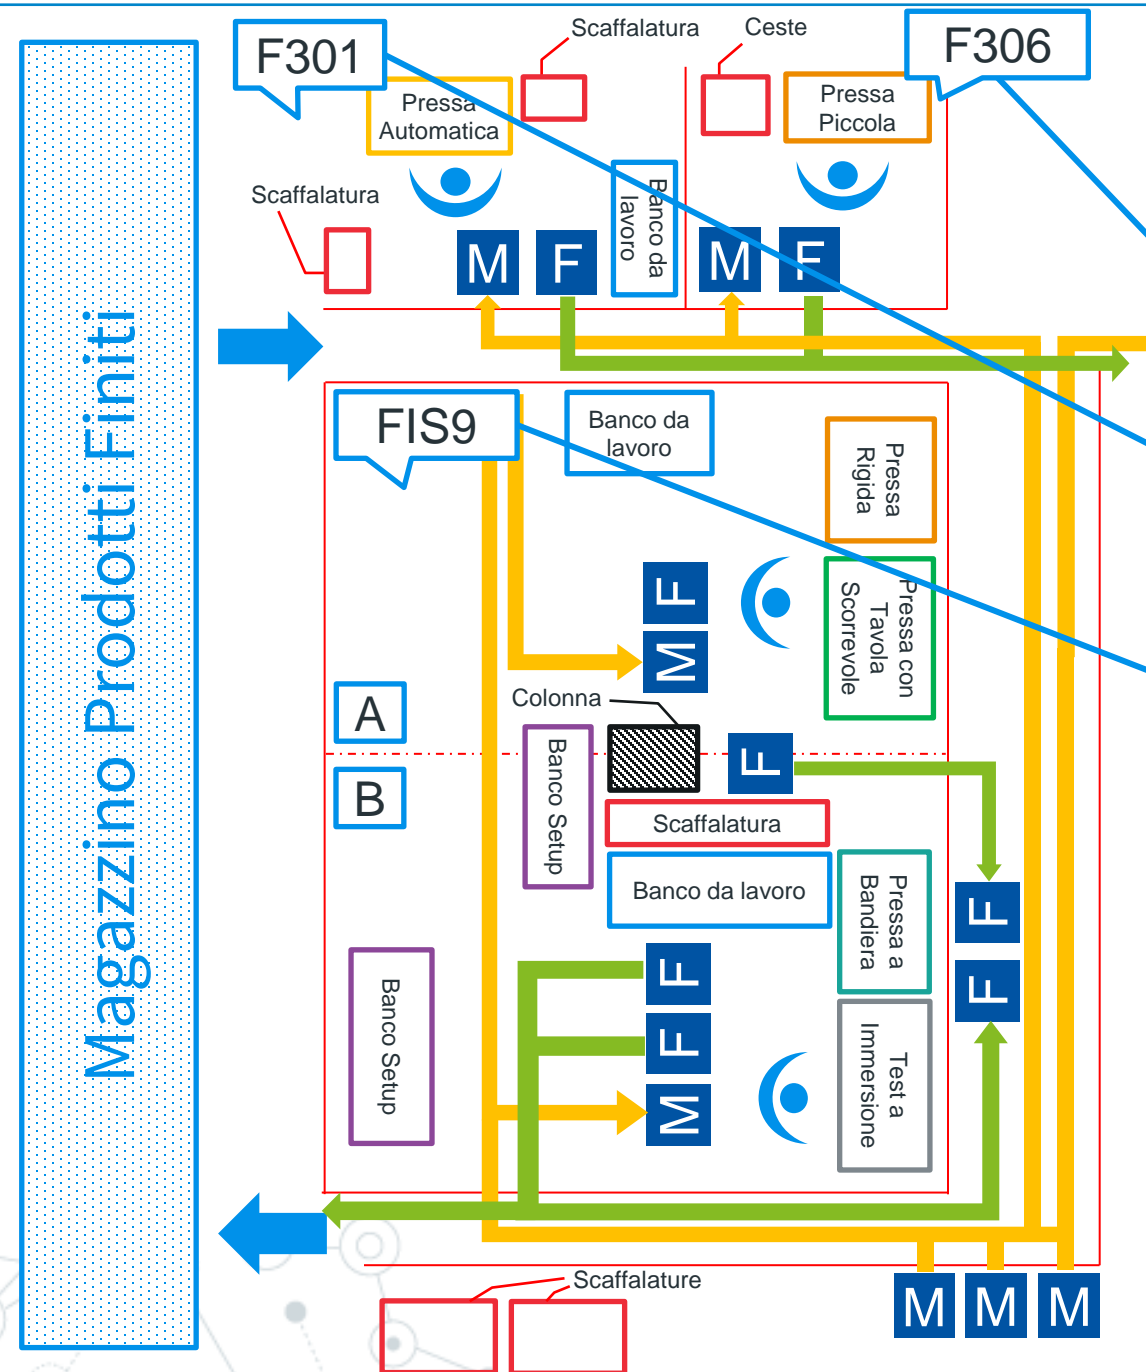 Scaffalatura
Ceste
F301
F306
Pressa
Automatica
Pressa
Piccola
Scaffalatura
Banco da
lavoro
M
F
M
F
Magazzino Prodotti Finiti
FIS9
Banco da
lavoro
Pressa
Rigida
F
M
Pressa con
Tavola
Scorrevole
A
Colonna
B
Banco Setup
F
Scaffalatura
Banco da lavoro
Pressa a
Bandiera
F
F
Banco Setup
F
F
M
Test a
Immersione
Scaffalature
M
M
M